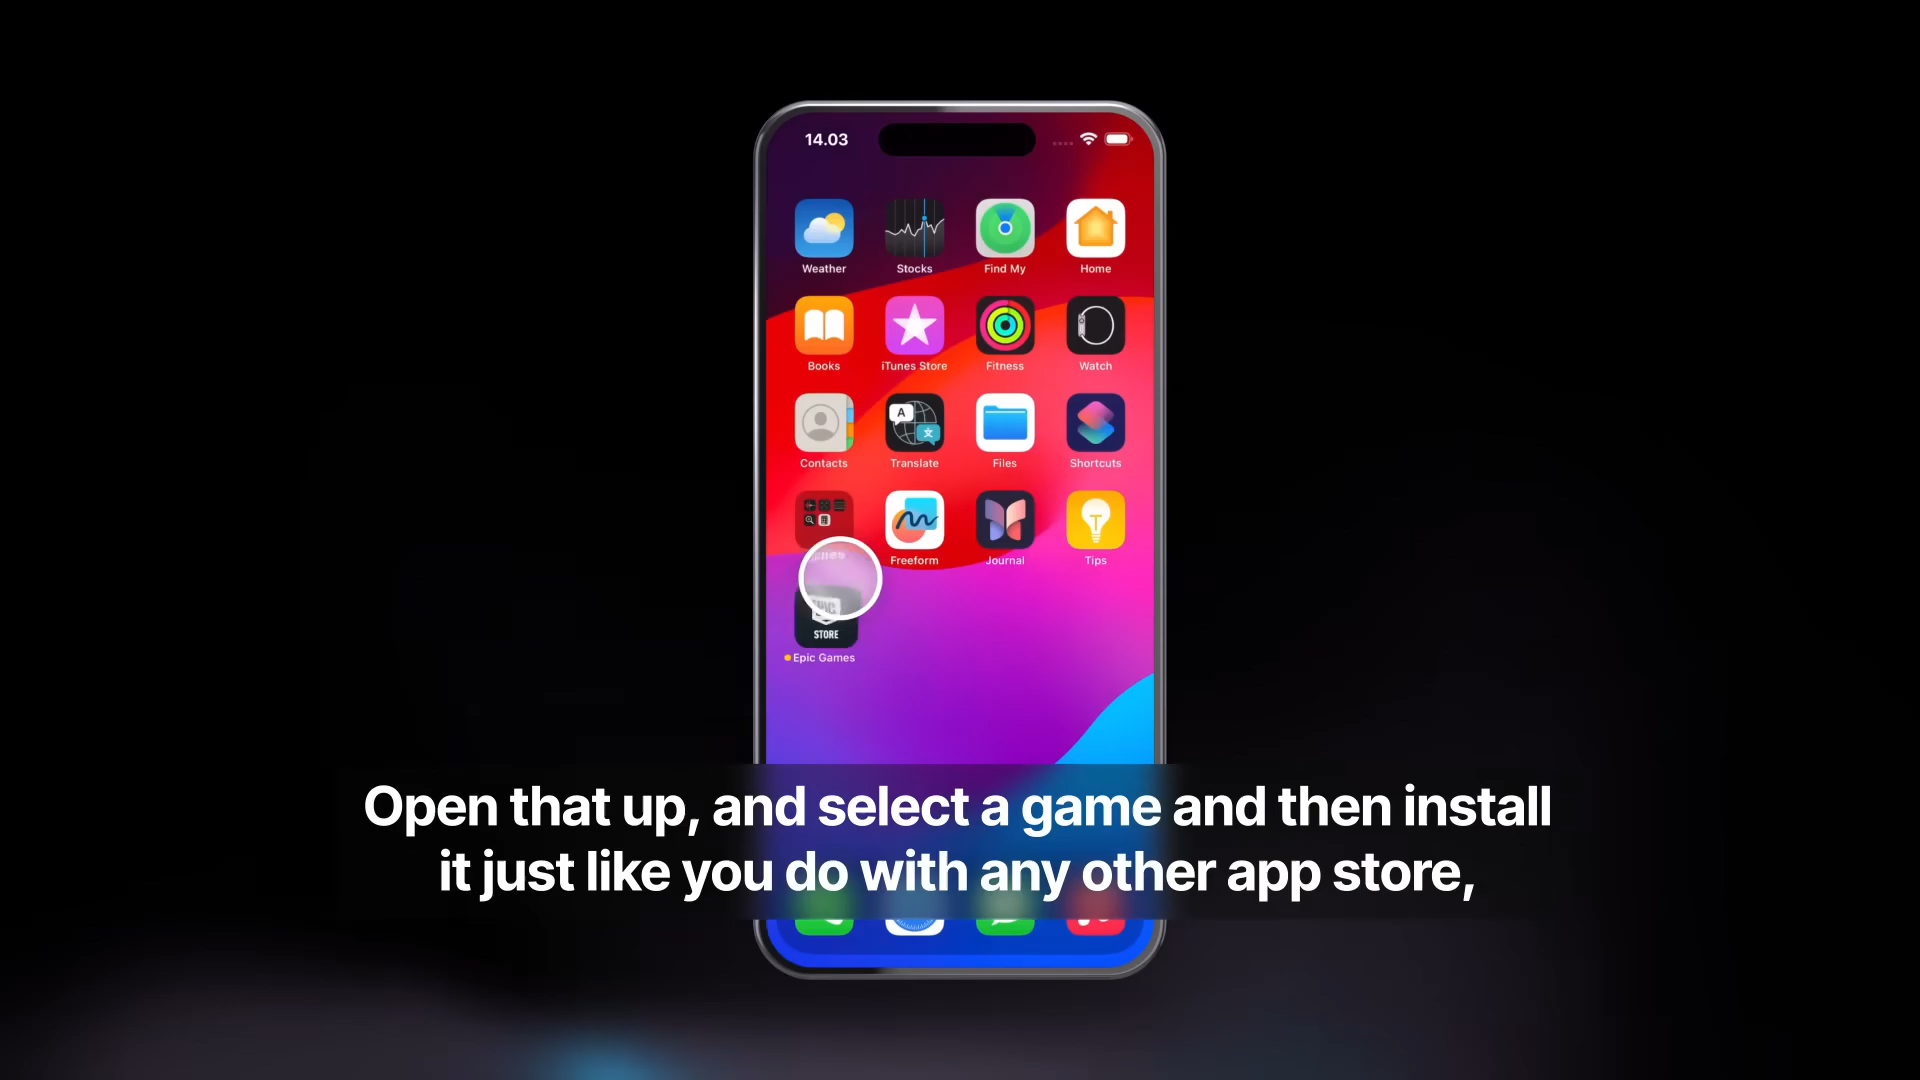 14.03
Weather Stocks Find My Home
Books iTunes Store Fitness Watch
A
文
Contacts Translate Files Shortcuts
Freeform Journal Tips
EPIC
STORE
Epic Games
Open that up, and select a game and then install
it just like you do with any other app store,